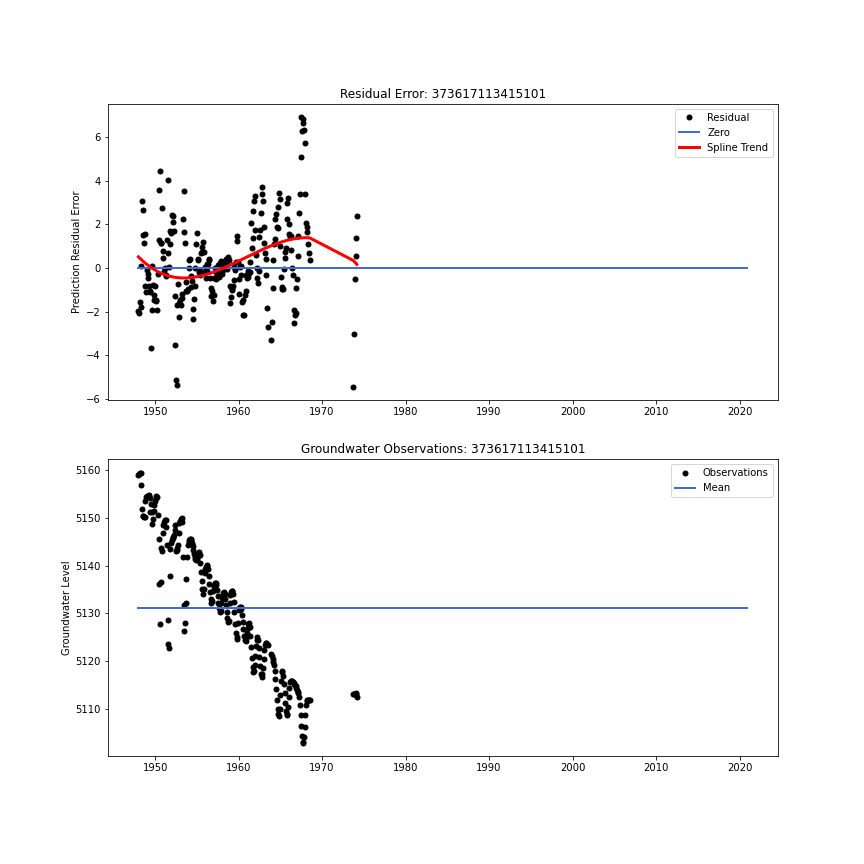 Residual Error: 373617113415101
Prediction Residual Error
6
4
2
0
−2
−4
−6
Residual
Zero
Spline Trend
1950 1960 1970 1980 1990 2000 2010 2020
Groundwater Observations: 373617113415101
Groundwater Level
5160
5150
5140
5130
5120
5110
Observations
Mean
1950 1960 1970 1980 1990 2000 2010 2020